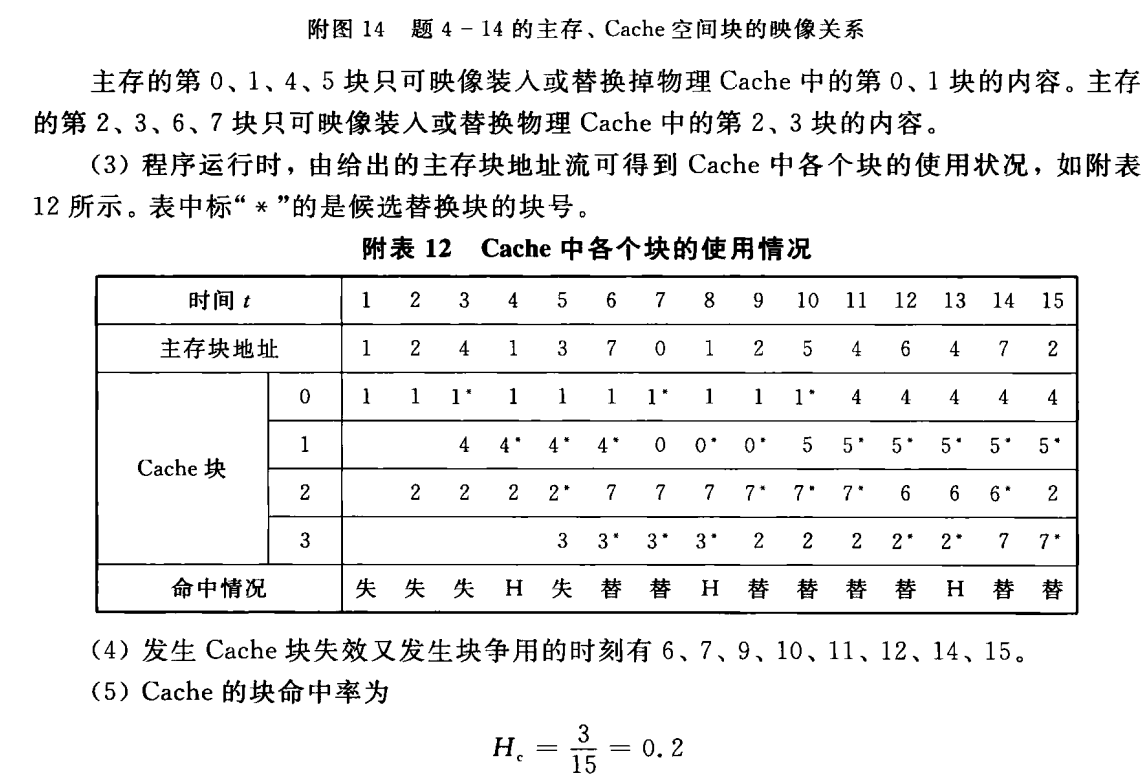 附图 14 题 4－14 的主存、Cache 空间块的映像关系
主存的第 0、1、4、5 块只可映像装入或替换掉物理 Cache 中的第 0、1 块的内容。主存
的第 2、3、6、7 块只可映像装入或替换物理 Cache 中的第 2、3 块的内容。
（3）程序运行时，由给出的主存块地址流可得到 Cache 中各个块的使用状况，如附表
12 所示。表中标“*”的是候选替换块的块号。
附表 12 Cache 中各个块的使用情况
时间 t 1 2 3 4 5 6 7 8 9 10 11 12 13 14 15
主存块地址 1 2 4 1 3 7 0 1 2 5 4 6 4 7 2
Cache 块
0 1 1 1* 1 1 1 1* 1 1 1* 4 4 4 4 4
1 4 4* 4* 4* 0 0* 0* 5 5* 5* 5* 5* 5*
2 2 2 2 2* 7 7 7 7* 7* 7* 6 6 6* 2
3 3 3* 3* 3* 2 2 2 2* 2* 7 7*
命中情况 失 失 失 H 失 替 替 H 替 替 替 替 H 替 替
（4）发生 Cache 块失效又发生块争用的时刻有 6、7、9、10、11、12、14、15。
（5）Cache 的块命中率为
Hc = 3/15 = 0.2